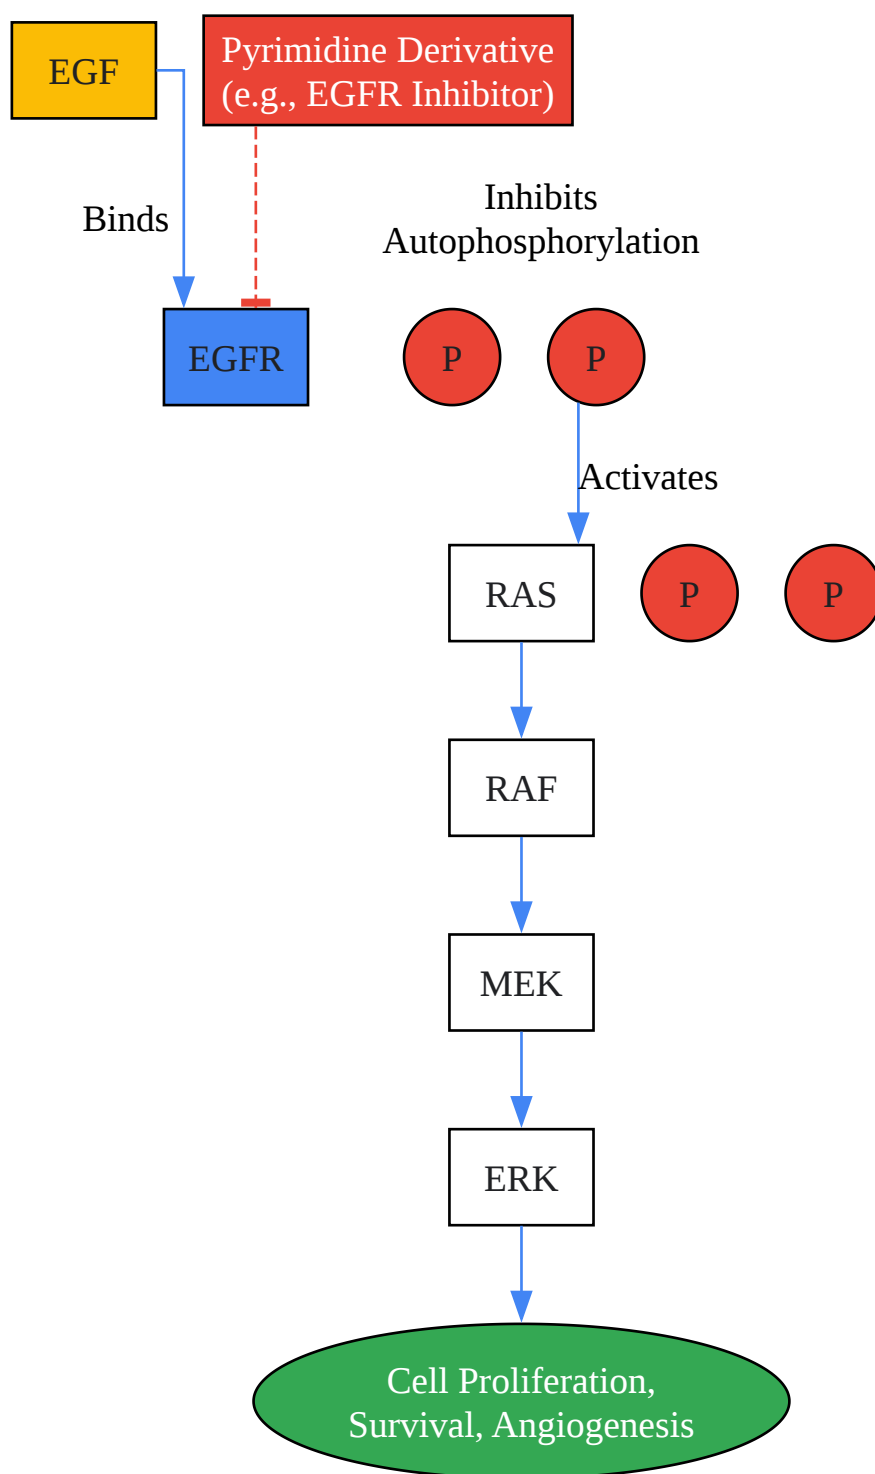 EGF
Pyrimidine Derivative
(e.g., EGFR Inhibitor)
Binds
Inhibits
Autophosphorylation
EGFR
P
P
Activates
RAS
P
P
RAF
MEK
ERK
Cell Proliferation,
Survival, Angiogenesis